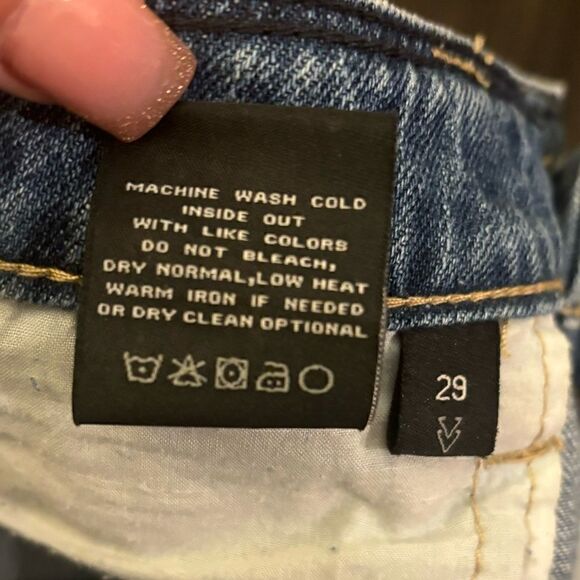 MACHINE WASH COLD
INSIDE OUT
WITH LIKE COLORS
DO NOT BLEACH,
DRY NORMAL,LOW HEAT
WARM IRON IF NEEDED
OR DRY CLEAN OPTIONAL
29